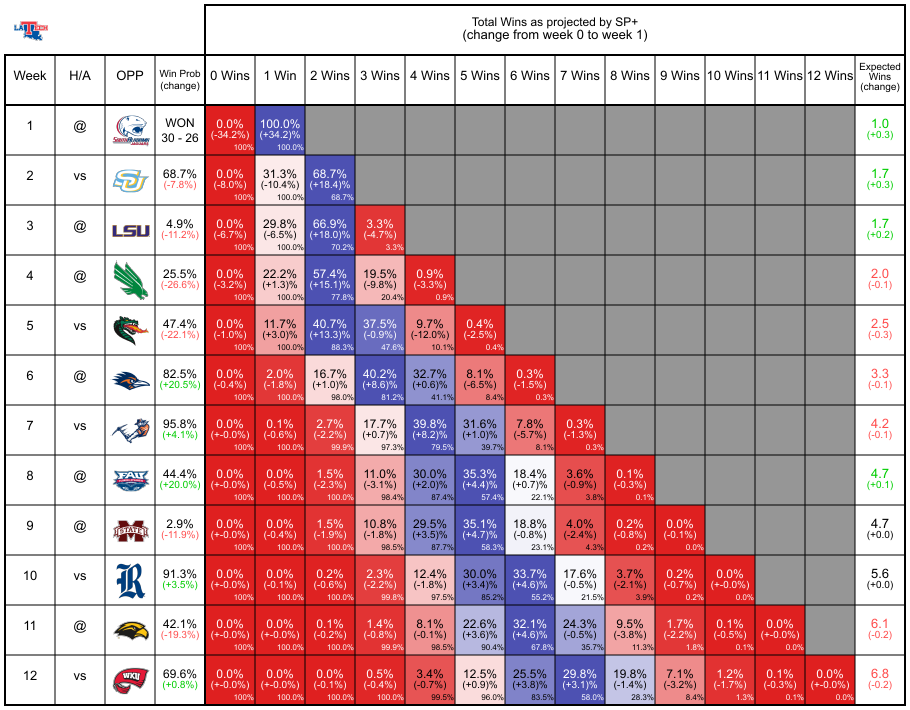 LA TECH
Total Wins as projected by SP+
(change from week 0 to week 1)
Week H/A OPP Win Prob (change) 0 Wins 1 Win 2 Wins 3 Wins 4 Wins 5 Wins 6 Wins 7 Wins 8 Wins 9 Wins 10 Wins 11 Wins 12 Wins Expected Wins (change)
1 @ SOUTH ALABAMA JAGUARS WON 0.0% 100.0% 1.0
30 - 26 (-34.2%) (+34.2)% (+0.3)
100% 100.0%
2 vs SU 68.7% 0.0% 31.3% 68.7% 1.7
(-7.8%) (-8.0%) (-10.4%) (+18.4)% (+0.3)
100% 100.0% 68.7%
3 @ LSU 4.9% 0.0% 29.8% 66.9% 3.3% 1.7
(-11.2%) (-6.7%) (-6.5%) (+18.0)% (-4.7%) (+0.2)
100% 100.0% 70.2% 3.3%
4 @ 25.5% 0.0% 22.2% 57.4% 19.5% 0.9% 2.0
(-26.6%) (-3.2%) (+1.3)% (+15.1)% (-9.8%) (-3.3%) (-0.1)
100% 100.0% 77.8% 20.4% 0.9%
5 vs 47.4% 0.0% 11.7% 40.7% 37.5% 9.7% 0.4% 2.5
(-22.1%) (-1.0%) (+3.0)% (+13.3)% (-0.9%) (-12.0%) (-2.5%) (-0.3)
100% 100.0% 88.3% 47.6% 10.1% 0.4%
6 @ 82.5% 0.0% 2.0% 16.7% 40.2% 32.7% 8.1% 0.3% 3.3
(+20.5%) (-0.4%) (-1.8%) (+1.0)% (+8.6)% (+0.6)% (-6.5%) (-1.5%) (-0.1)
100% 100.0% 98.0% 81.2% 41.1% 8.4% 0.3%
7 vs 95.8% 0.0% 0.1% 2.7% 17.7% 39.8% 31.6% 7.8% 0.3% 4.2
(+4.1%) (+-0.0%) (-0.6%) (-2.2%) (+0.7)% (+8.2)% (+1.0)% (-5.7%) (-1.3%) (-0.1)
100% 100.0% 99.9% 97.3% 79.5% 39.7% 8.1% 0.3%
8 @ FAU 44.4% 0.0% 0.0% 1.5% 11.0% 30.0% 35.3% 18.4% 3.6% 0.1% 4.7
(+20.0%) (+-0.0%) (-0.5%) (-2.3%) (-3.1%) (+2.0)% (+4.4)% (+0.7)% (-0.9%) (-0.3%) (+0.1)
100% 100.0% 100.0% 98.4% 87.4% 57.4% 22.1% 3.8% 0.1%
9 @ STATE 2.9% 0.0% 0.0% 1.5% 10.8% 29.5% 35.1% 18.8% 4.0% 0.2% 0.0% 4.7
(-11.9%) (+-0.0%) (-0.4%) (-1.9%) (-1.8%) (+3.5)% (+4.7)% (-0.8%) (-2.4%) (-0.8%) (-0.1%) (+0.0)
100% 100.0% 100.0% 98.5% 87.7% 58.3% 23.1% 4.3% 0.2% 0.0%
10 vs R 91.3% 0.0% 0.0% 0.2% 2.3% 12.4% 30.0% 33.7% 17.6% 3.7% 0.2% 0.0% 5.6
(+3.5%) (+-0.0%) (-0.1%) (-0.6%) (-2.2%) (-1.8%) (+3.4)% (+4.6)% (-0.5%) (-2.1%) (-0.7%) (+-0.0%) (+0.0)
100% 100.0% 100.0% 99.8% 97.5% 85.2% 55.2% 21.5% 3.9% 0.2% 0.0%
11 @ 42.1% 0.0% 0.0% 0.1% 1.4% 8.1% 22.6% 32.1% 24.3% 9.5% 1.7% 0.1% 0.0% 6.1
(-19.3%) (+-0.0%) (+-0.0%) (-0.2%) (-0.8%) (-0.1%) (+3.6)% (+4.6)% (-0.5%) (-3.8%) (-2.2%) (-0.5%) (+-0.0%) (-0.2)
100% 100.0% 100.0% 99.9% 98.5% 90.4% 67.8% 35.7% 11.3% 1.8% 0.1% 0.0%
12 vs WKU 69.6% 0.0% 0.0% 0.0% 0.5% 3.4% 12.5% 25.5% 29.8% 19.8% 7.1% 1.2% 0.1% 0.0% 6.8
(+0.8%) (+-0.0%) (+-0.0%) (-0.1%) (-0.4%) (-0.7%) (+0.9)% (+3.8)% (+3.1)% (-1.4%) (-3.2%) (-1.7%) (-0.3%) (+-0.0%) (-0.2)
100% 100.0% 100.0% 100.0% 99.5% 96.0% 83.5% 58.0% 28.3% 8.4% 1.3% 0.1% 0.0%